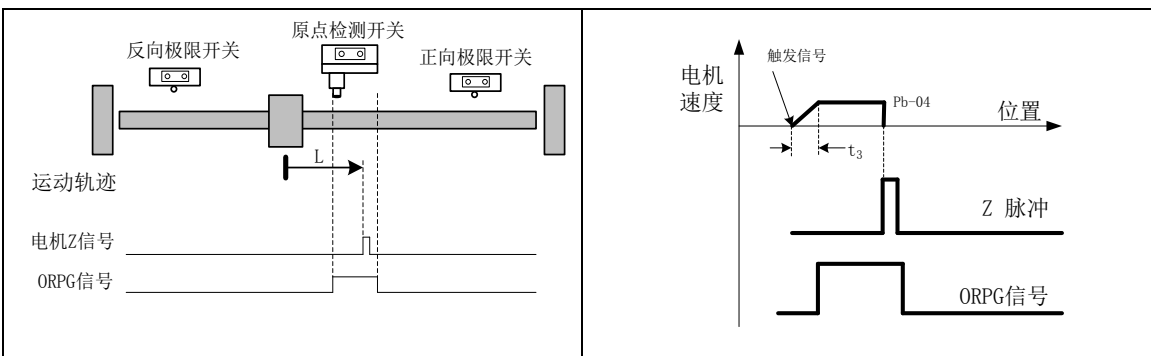 原点检测开关
反向极限开关
正向极限开关
L
运动轨迹
电机Z信号
ORPG信号
触发信号
电机
速度
Pb-04
位置
t₃
Z 脉冲
ORPG信号